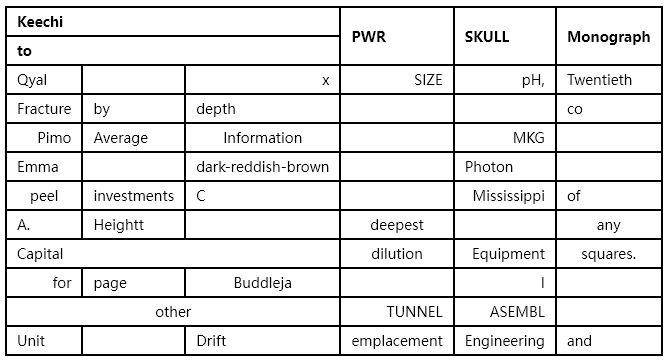 Keechi PWR SKULL Monograph
to
Qyal x SIZE pH, Twentieth
Fracture by depth co
Pimo Average Information MKG
Emma dark-reddish-brown Photon
peel investments C Mississippi of
A. Heightt deepest any
Capital dilution Equipment squares.
for page Buddleja I
other TUNNEL ASEMBL
Unit Drift emplacement Engineering and